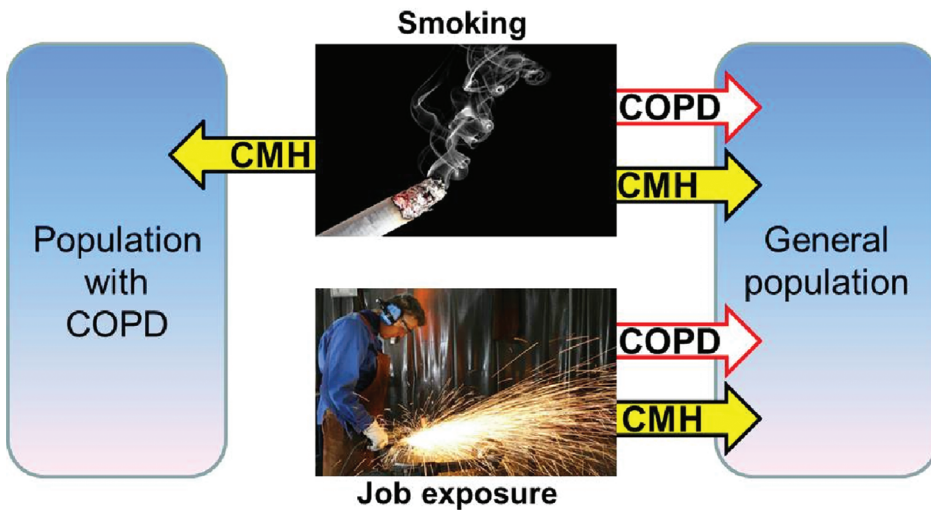 Smoking
CMH
COPD
CMH
Population
with
COPD
General
population
COPD
CMH
Job exposure